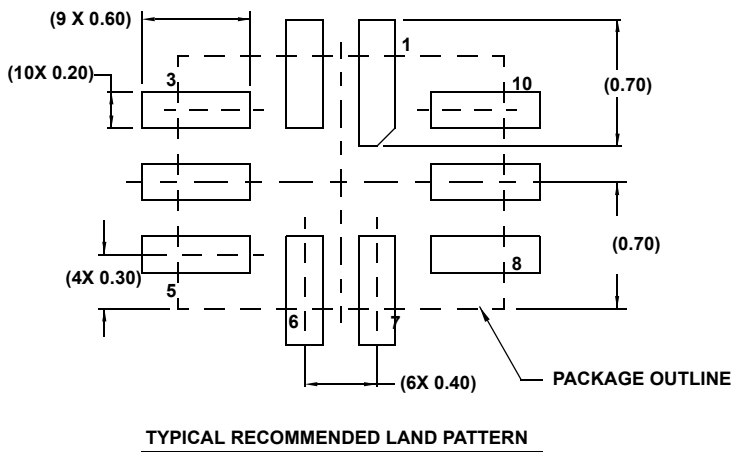 (9 X 0.60)
1
3
(10X 0.20)
10
(0.70)
(0.70)
(4X 0.30)
5
8
6
7
(6X 0.40)
PACKAGE OUTLINE
TYPICAL RECOMMENDED LAND PATTERN